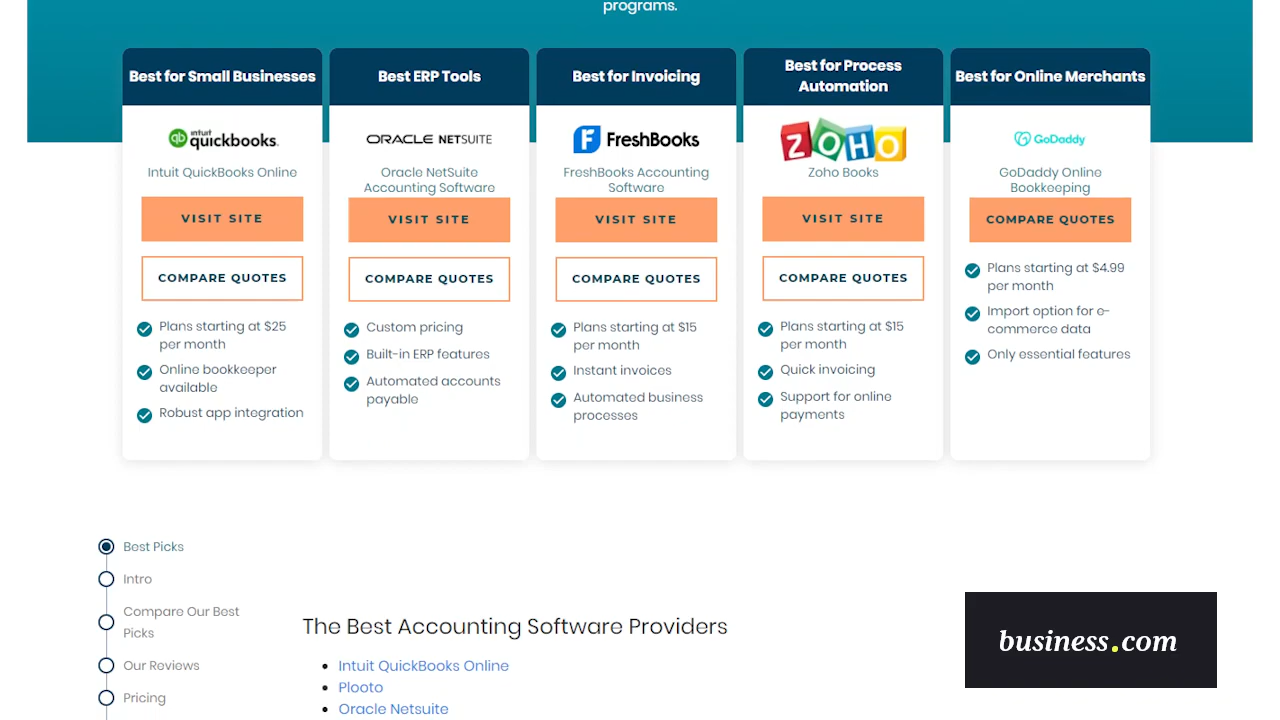 programs.
Best for Small Businesses
intuit
quickbooks.
Intuit QuickBooks Online
VISIT SITE
COMPARE QUOTES
Plans starting at $25
per month
Online bookkeeper
available
Robust app integration
Best ERP Tools
ORACLE NETSUITE
Oracle NetSuite
Accounting Software
VISIT SITE
COMPARE QUOTES
Custom pricing
Built-in ERP features
Automated accounts
payable
Best for Invoicing
FreshBooks
FreshBooks Accounting
Software
VISIT SITE
COMPARE QUOTES
Plans starting at $15
per month
Instant invoices
Automated business
processes
Best for Process
Automation
ZOHO
Zoho Books
VISIT SITE
COMPARE QUOTES
Plans starting at $15
per month
Quick invoicing
Support for online
payments
Best for Online Merchants
GoDaddy
GoDaddy Online
Bookkeeping
COMPARE QUOTES
Plans starting at $4.99
per month
Import option for e-
commerce data
Only essential features
Best Picks
Intro
Compare Our Best
Picks
Our Reviews
Pricing
The Best Accounting Software Providers
Intuit QuickBooks Online
Plooto
Oracle Netsuite
business.com